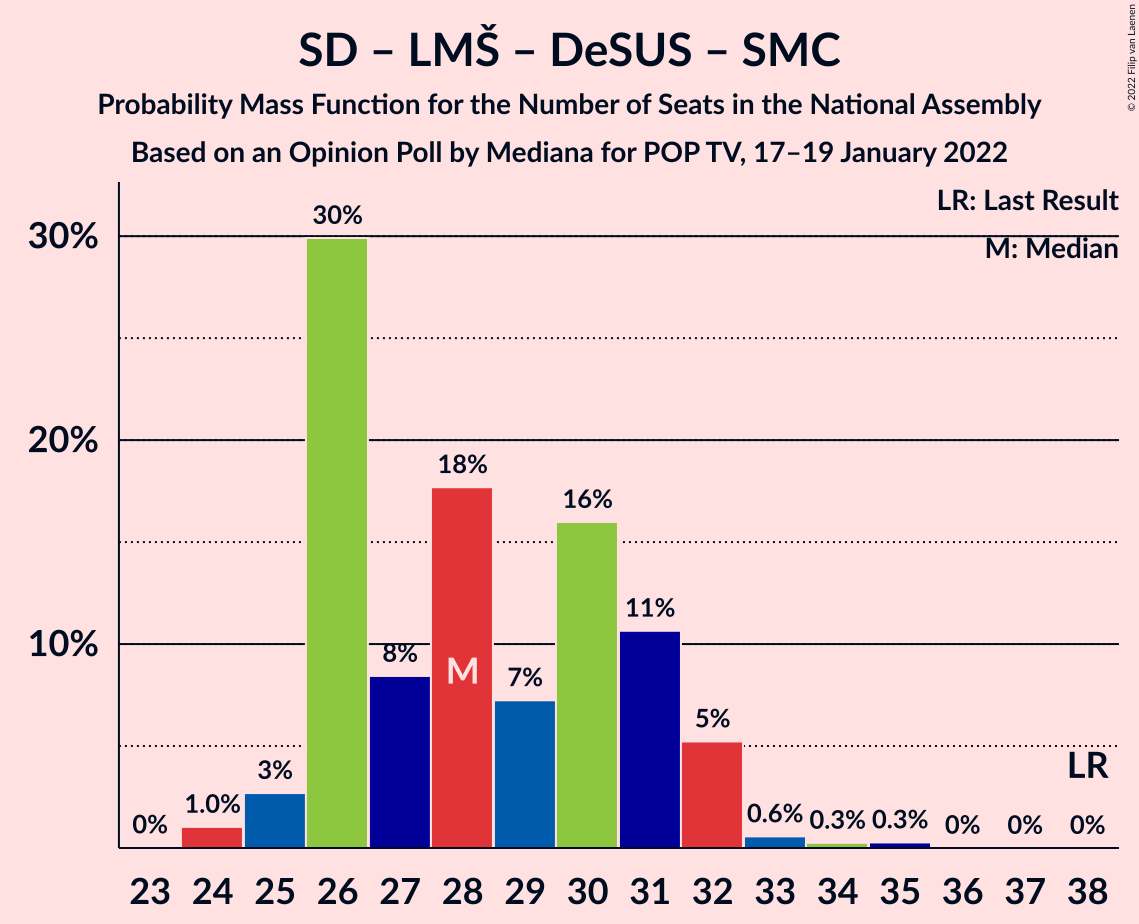 SD – LMŠ – DeSUS – SMC
Probability Mass Function for the Number of Seats in the National Assembly
Based on an Opinion Poll by Mediana for POP TV, 17–19 January 2022
© 2022 Filip van Laenen
LR: Last Result
M: Median
30%
20%
10%
0%
1.0%
3%
30%
8%
18%
M
7%
16%
11%
5%
0.6%
0.3%
0.3%
0%
0%
0%
LR
23 24 25 26 27 28 29 30 31 32 33 34 35 36 37 38